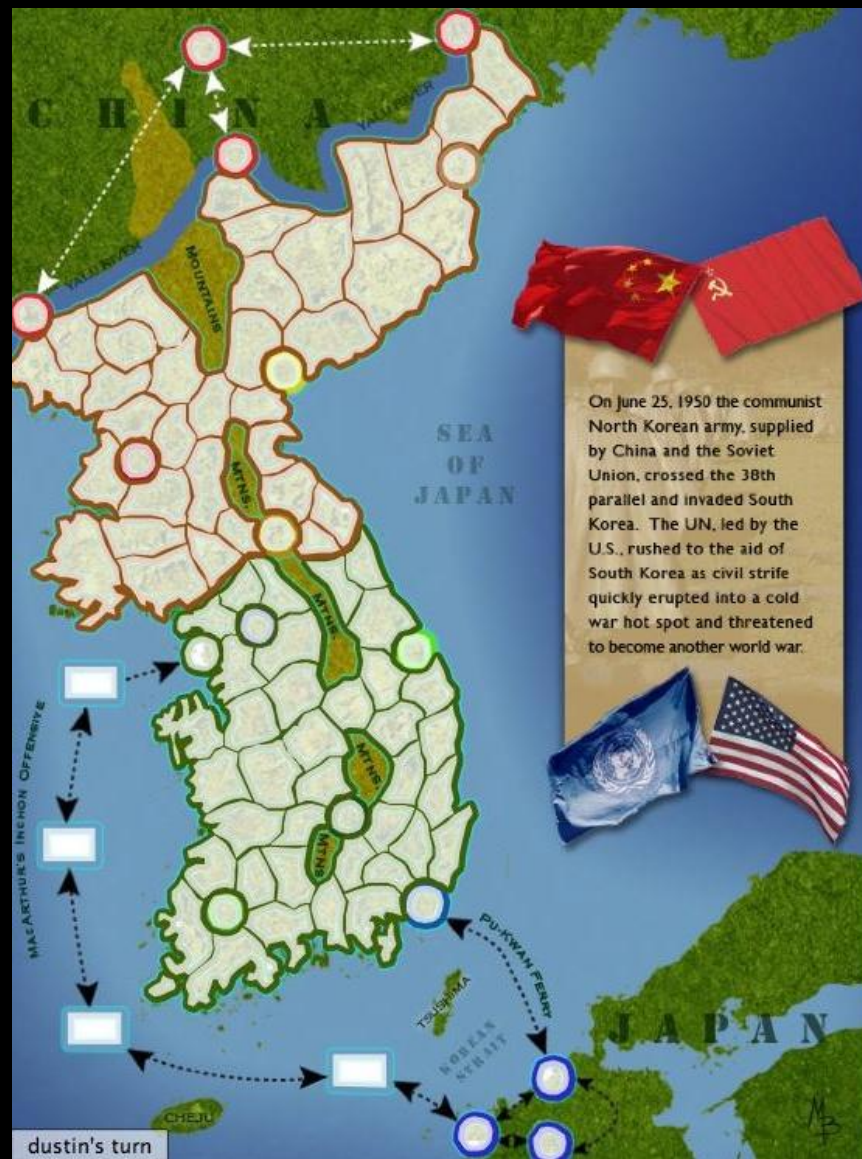 CHINA
YALU RIVER
YALU RIVER
MOUNTAINS
MTNS.
MTNS.
MTNS.
MTNS
SEA
OF
JAPAN
On June 25, 1950 the communist
North Korean army, supplied
by China and the Soviet
Union, crossed the 38th
parallel and invaded South
Korea. The UN, led by the
U.S., rushed to the aid of
South Korea as civil strife
quickly erupted into a cold
war hot spot and threatened
to become another world war.
MACARTHUR'S INCHON OFFENSIVE
PU-KWAN FERRY
TSUSHIMA
KOREAN
STRAIT
JAPAN
CHEJU
dustin's turn